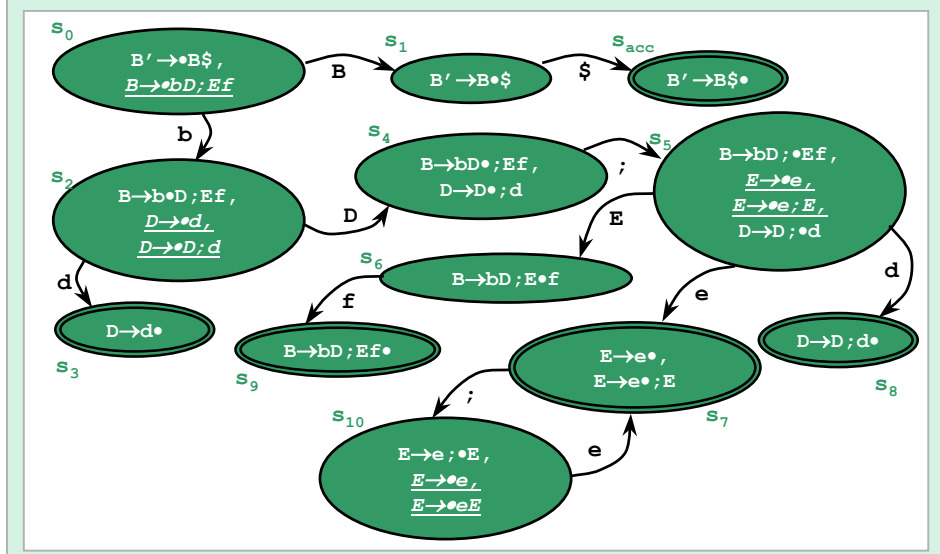 s0
B′→•B$,
B→•bD;Ef
B
s1
B′→B•$
$
sacc
B′→B$•
b
s2
B→b•D;Ef,
D→•d,
D→•D;d
D
s4
B→bD•;Ef,
D→D•;d
;
s5
B→bD;•Ef,
E→•e,
E→•e;E,
D→D;•d
E
d
s6
B→bD;E•f
e
d
f
s3
D→d•
s9
B→bD;Ef•
s7
E→e•,
E→e•;E
s8
D→D;d•
;
s10
E→e;•E,
E→•e,
E→•eE
e